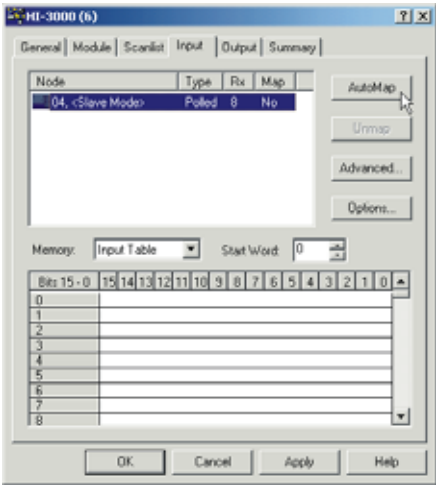 HI-3000 (6)
General Module Scanlist Input Output Summary
Node Type Rx Map
04, <Slave Mode> Polled 8 No
AutoMap
Unmap
Advanced...
Options...
Memory: Input Table Start Word: 0
Bits 15 - 0 15 14 13 12 11 10 9 8 7 6 5 4 3 2 1 0
0
1
2
3
4
5
6
7
8
OK Cancel Apply Help